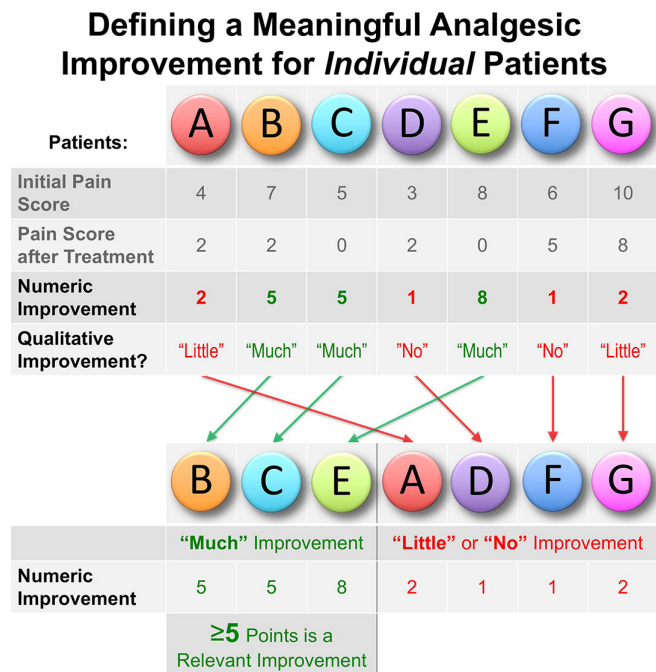 Defining a Meaningful Analgesic
Improvement for Individual Patients
Patients: A B C D E F G
Initial Pain
Score 4 7 5 3 8 6 10
Pain Score
after Treatment 2 2 0 2 0 5 8
Numeric
Improvement 2 5 5 1 8 1 2
Qualitative
Improvement? “Little” “Much” “Much” ”No” “Much” “No” “Little”
B C E A D F G
“Much” Improvement “Little” or “No” Improvement
Numeric
Improvement 5 5 8 2 1 1 2
≥5 Points is a
Relevant Improvement